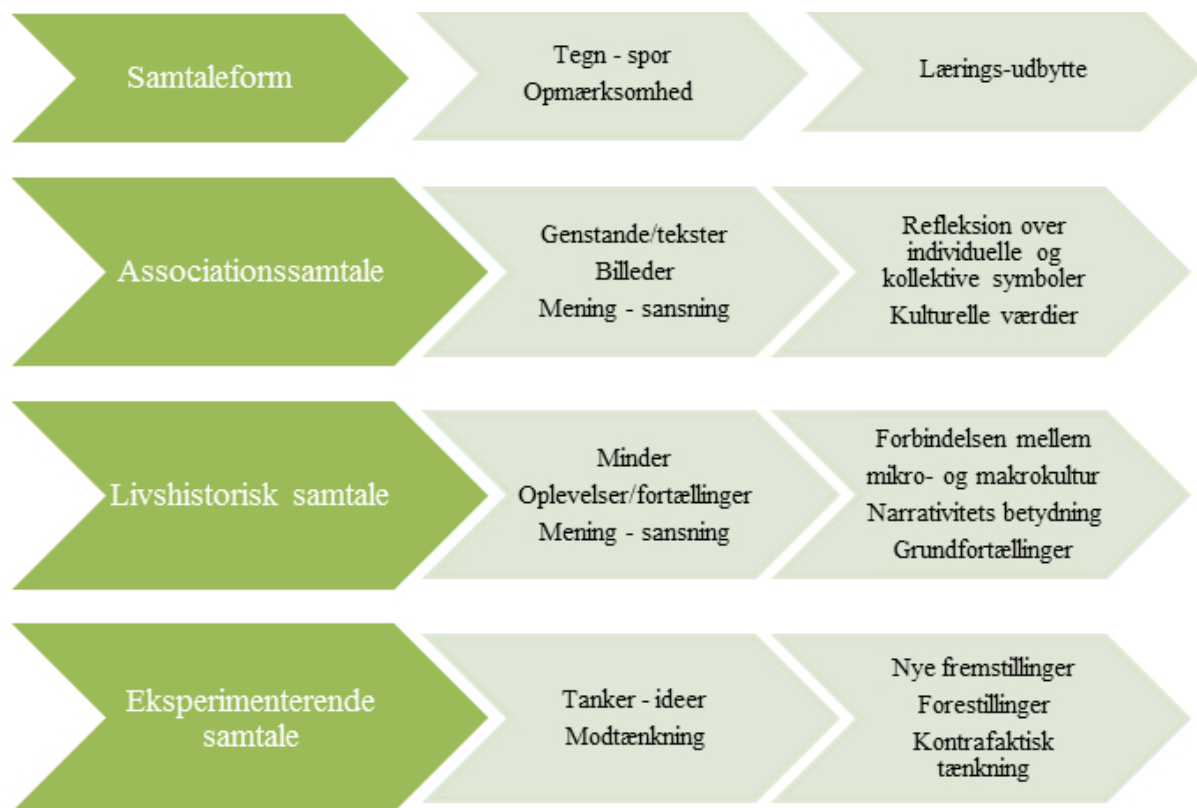 Samtaleform
Tegn - spor
Opmærksomhed
Lærings-udbytte
Associationssamtale
Genstande/tekster
Billeder
Mening - sansning
Refleksion over
individuelle og
kollektive symboler
Kulturelle værdier
Livshistorisk samtale
Minder
Oplevelser/fortællinger
Mening - sansning
Forbindelsen mellem
mikro- og makrokultur
Narrativitets betydning
Grundfortællinger
Eksperimenterende
samtale
Tanker - ideer
Modtænkning
Nye fremstillinger
Forestillinger
Kontrafaktisk
tænkning